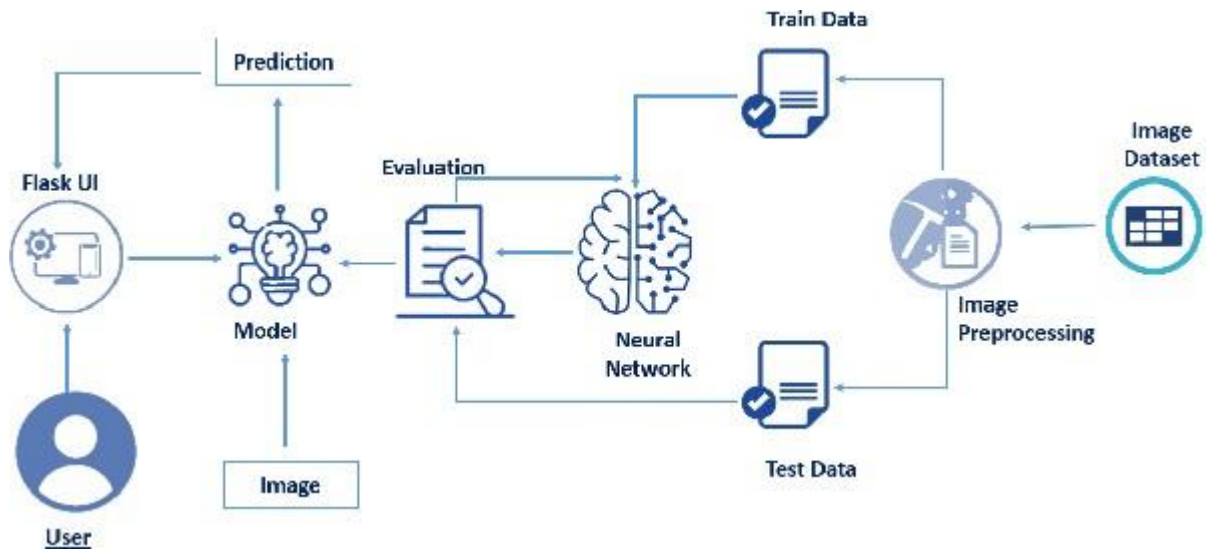 Train Data
Prediction
Image
Dataset
Evaluation
Flask UI
Image
Preprocessing
Model
Neural
Network
Test Data
Image
User